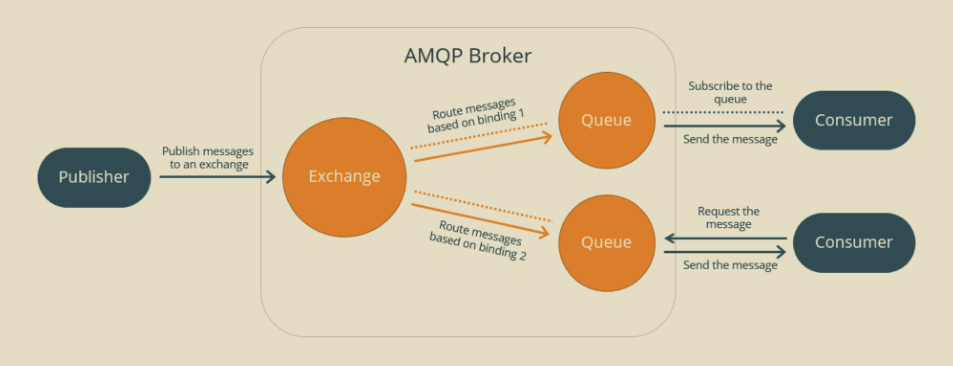 AMQP Broker
Publisher
Publish messages
to an exchange
Exchange
Route messages
based on binding 1
Queue
Subscribe to the
queue
Send the message
Consumer
Route messages
based on binding 2
Queue
Request the
message
Send the message
Consumer